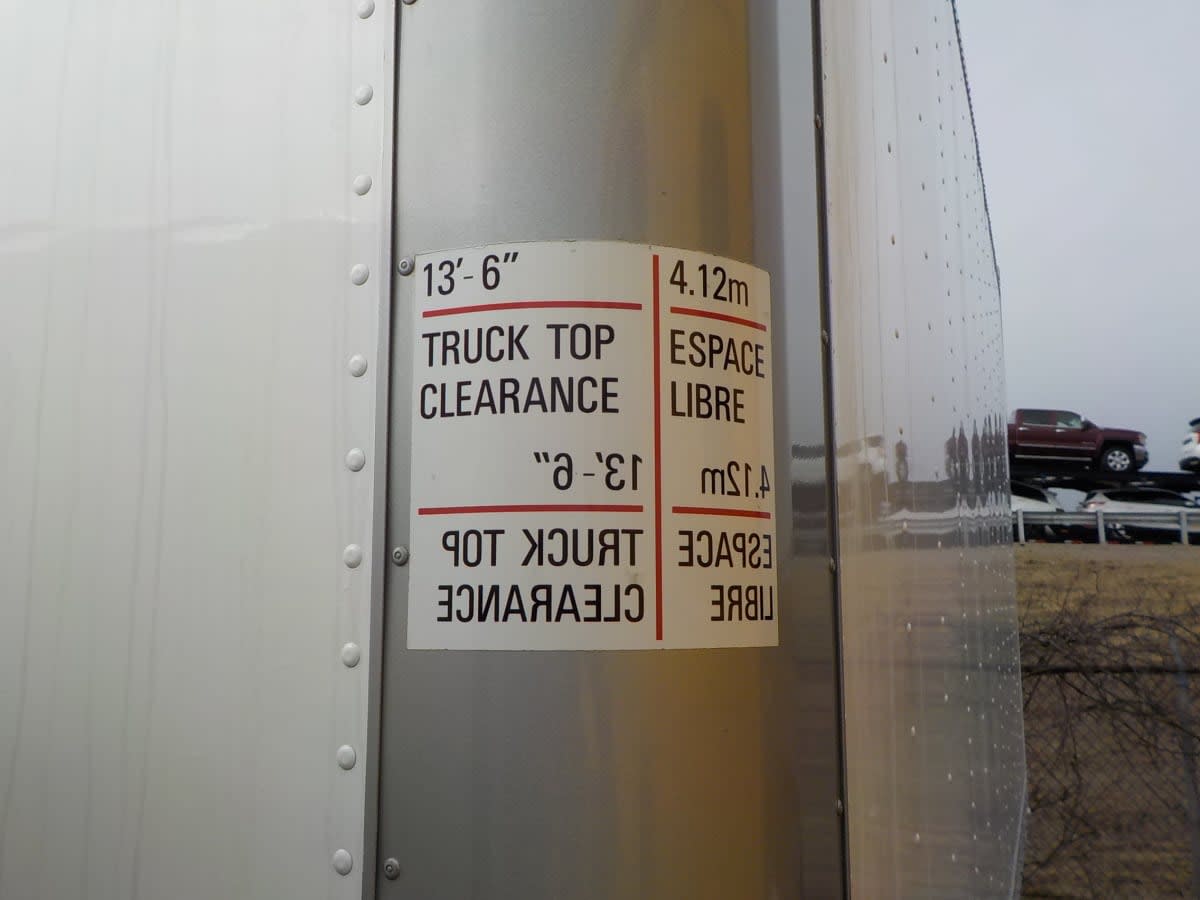 13'-6" 4.12m
TRUCK TOP ESPACE
CLEARANCE LIBRE
13'-6" 4.12m
TRUCK TOP ESPACE
CLEARANCE LIBRE